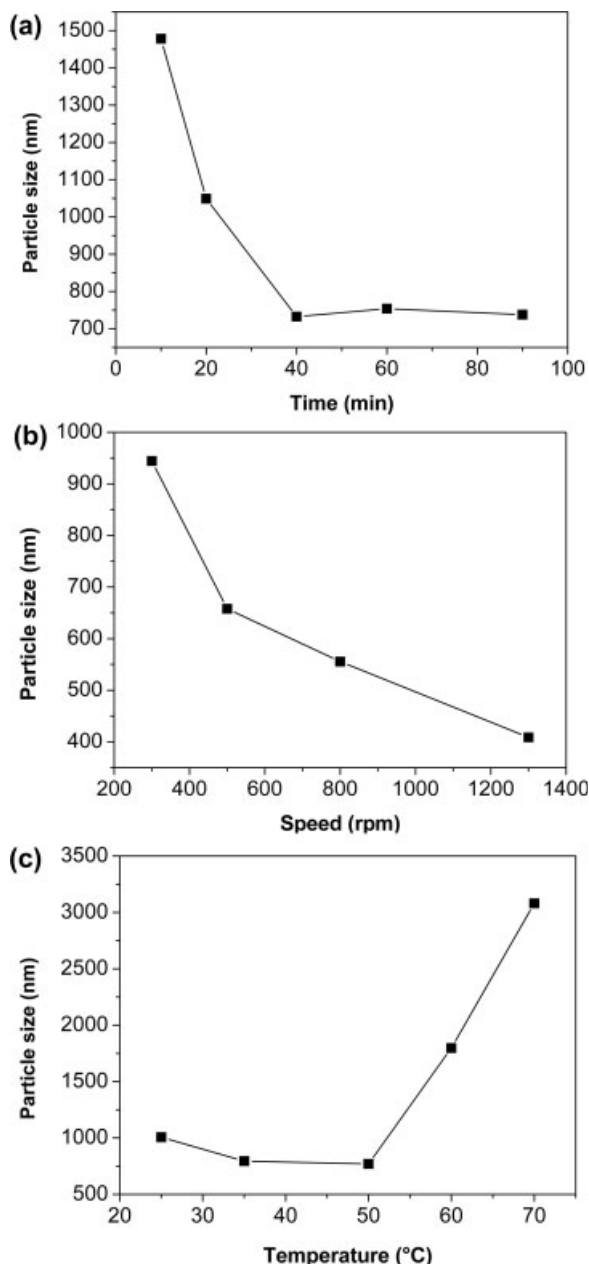 (a)
1500
1400
1300
1200
1100
1000
900
800
700
Particle size (nm)
0 20 40 60 80 100
Time (min)
(b)
1000
900
800
700
600
500
400
Particle size (nm)
200 400 600 800 1000 1200 1400
Speed (rpm)
(c)
3500
3000
2500
2000
1500
1000
500
Particle size (nm)
20 30 40 50 60 70
Temperature (°C)